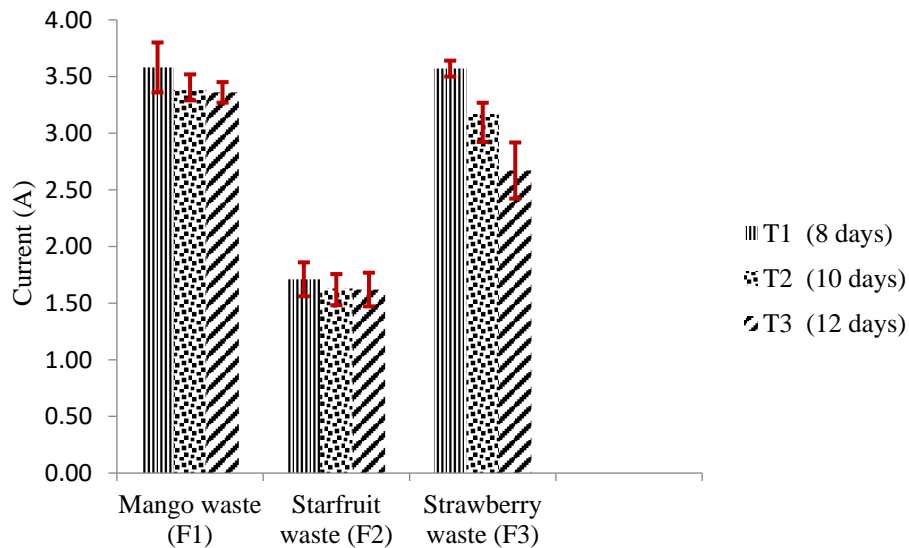 4.00
3.50
3.00
2.50
2.00
1.50
1.00
0.50
0.00
Current (A)
Mango waste
(F1)
Starfruit
waste (F2)
Strawberry
waste (F3)
T1 (8 days)
T2 (10 days)
T3 (12 days)